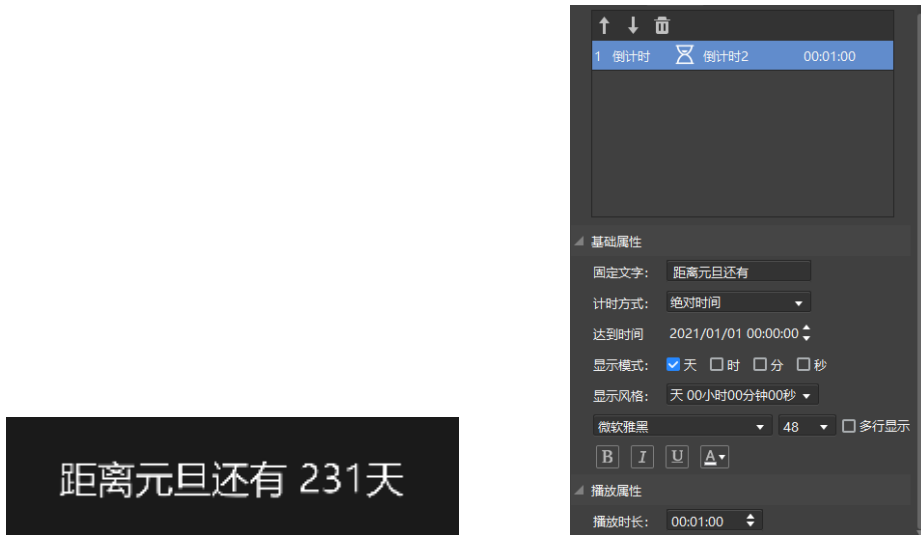 距离元旦还有 231天
1 倒计时 倒计时2 00:01:00
基础属性
固定文字: 距离元旦还有
计时方式: 绝对时间
达到时间 2021/01/01 00:00:00
显示模式: 天 时 分 秒
显示风格: 天 00小时00分钟00秒
微软雅黑 48 多行显示
B I U A
播放属性
播放时长: 00:01:00